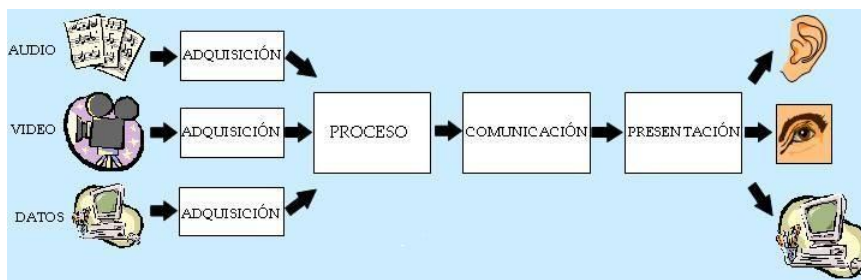 AUDIO
ADQUISICIÓN
VIDEO
ADQUISICIÓN
PROCESO
COMUNICACIÓN
PRESENTACIÓN
DATOS
ADQUISICIÓN